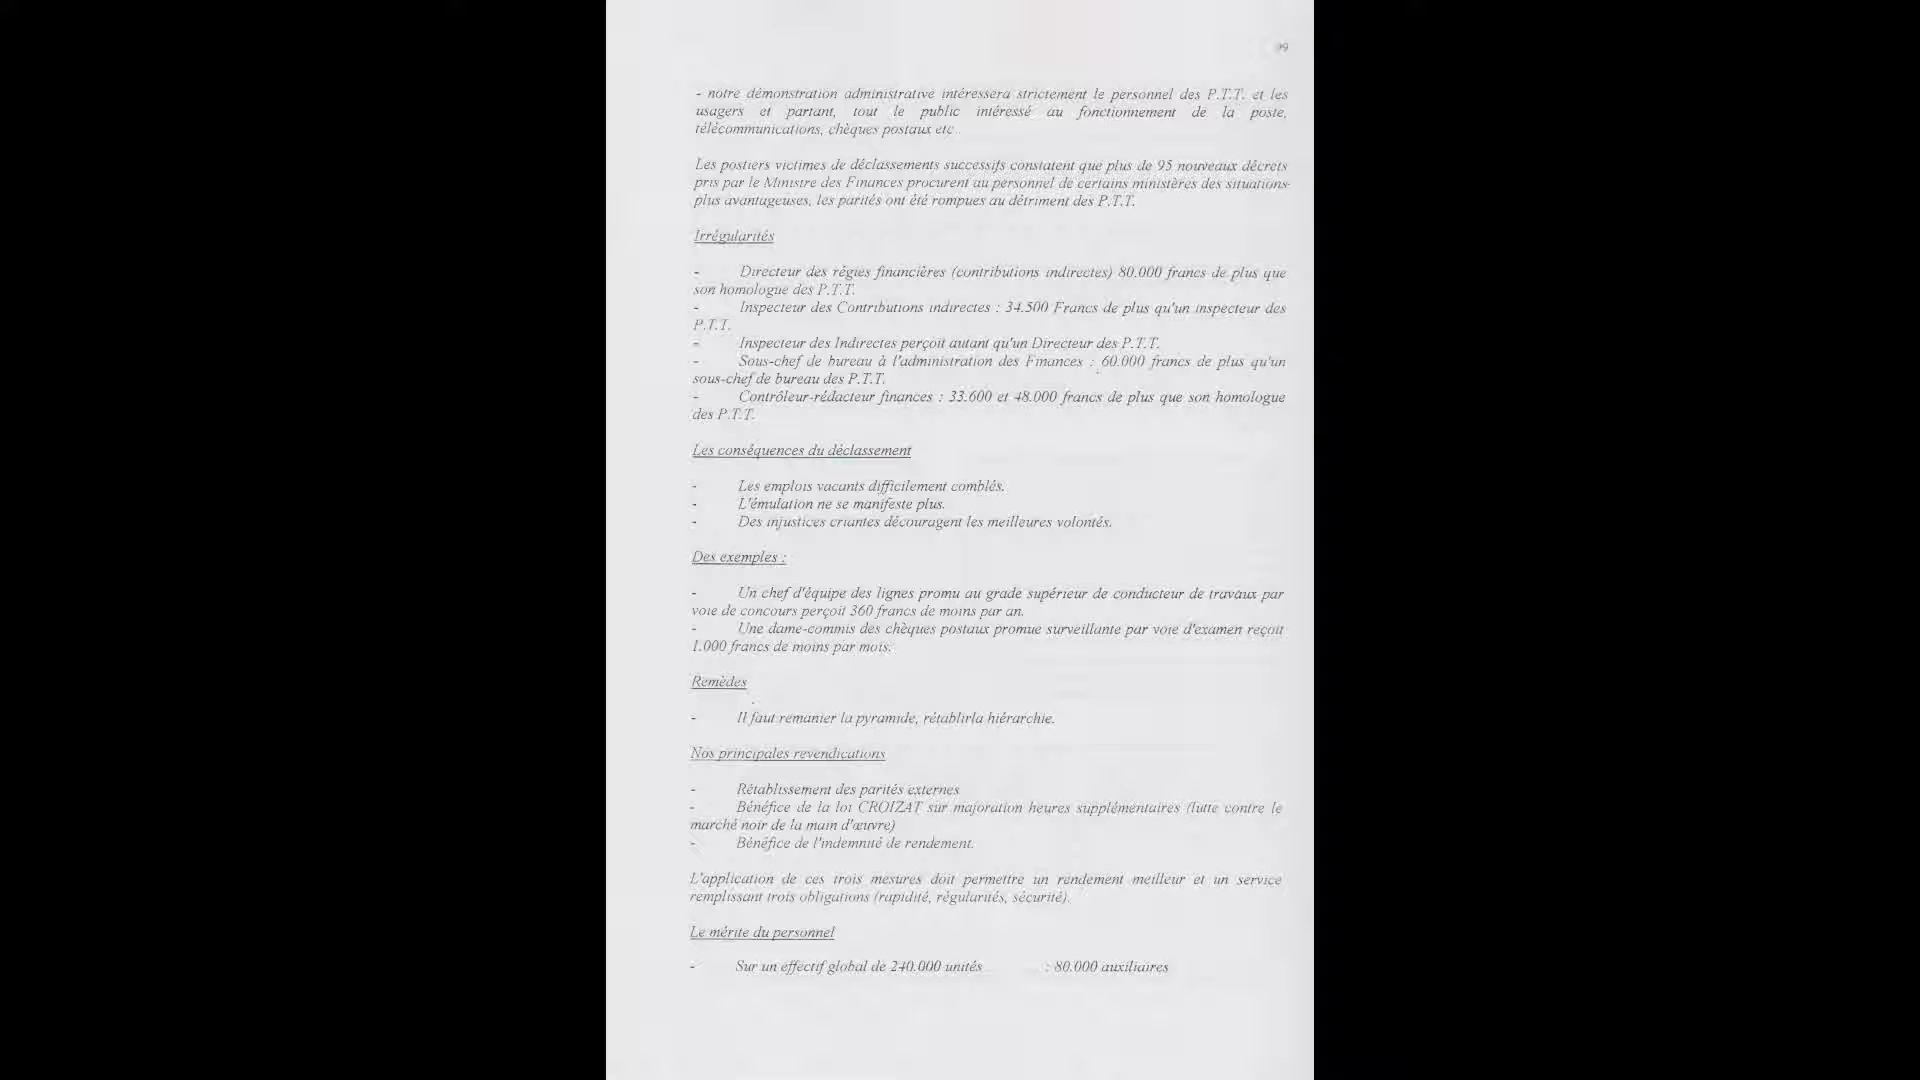 99
- notre démonstration administrative intéressera strictement le personnel des P.T.T. et les
usagers et partant, tout le public intéressé au fonctionnement de la poste,
télécommunications, chèques postaux etc..
Les postiers victimes de déclassements successifs constatent que plus de 95 nouveaux décrets
pris par le Ministre des Finances procurent au personnel de certains ministères des situations
plus avantageuses, les parités ont été rompues au détriment des P.T.T.
Irrégularités
- Directeur des régies financières (contributions indirectes) 80.000 francs de plus que
son homologue des P.T.T.
- Inspecteur des Contributions indirectes : 34.500 Francs de plus qu'un inspecteur des
P.T.T.
- Inspecteur des Indirectes perçoit autant qu'un Directeur des P.T.T.
- Sous-chef de bureau à l'administration des Finances : 60.000 francs de plus qu'un
sous-chef de bureau des P.T.T.
- Contrôleur-rédacteur finances : 33.600 et 48.000 francs de plus que son homologue
des P.T.T.
Les conséquences du déclassement
- Les emplois vacants difficilement comblés.
- L'émulation ne se manifeste plus.
- Des injustices criantes découragent les meilleures volontés.
Des exemples :
- Un chef d'équipe des lignes promu au grade supérieur de conducteur de travaux par
voie de concours perçoit 360 francs de moins par an.
- Une dame-commis des chèques postaux promue surveillante par voie d'examen reçoit
1.000 francs de moins par mois.
Remèdes
- Il faut remanier la pyramide, rétablirla hiérarchie.
Nos principales revendications
- Rétablissement des parités externes
- Bénéfice de la loi CROIZAT sur majoration heures supplémentaires (lutte contre le
marché noir de la main d'œuvre)
- Bénéfice de l'indemnité de rendement.
L'application de ces trois mesures doit permettre un rendement meilleur et un service
remplissant trois obligations (rapidité, régularités, sécurité).
Le mérite du personnel
- Sur un effectif global de 240.000 unités : 80.000 auxiliaires